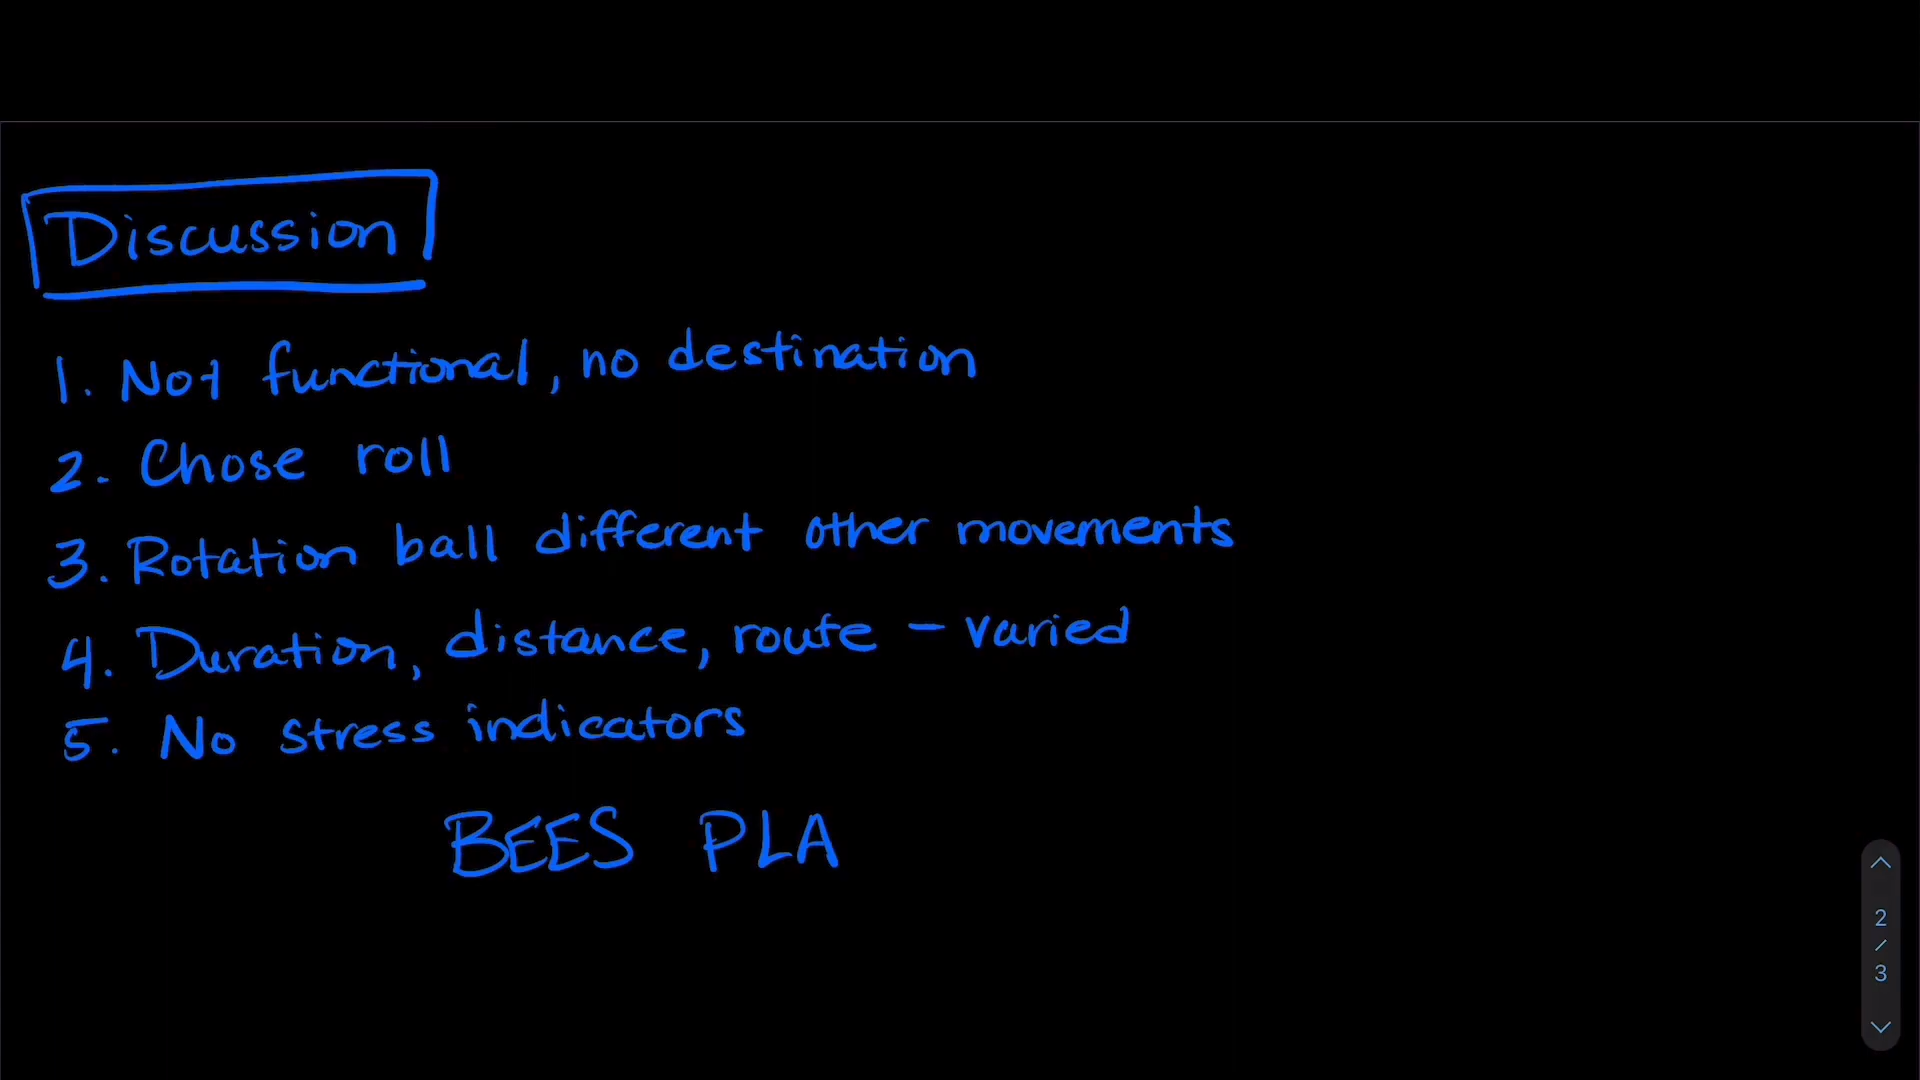 Discussion
1. Not functional, no destination
2. Chose roll
3. Rotation ball different other movements
4. Duration, distance, route - varied
5. No stress indicators
BEES PLA
2
/
3